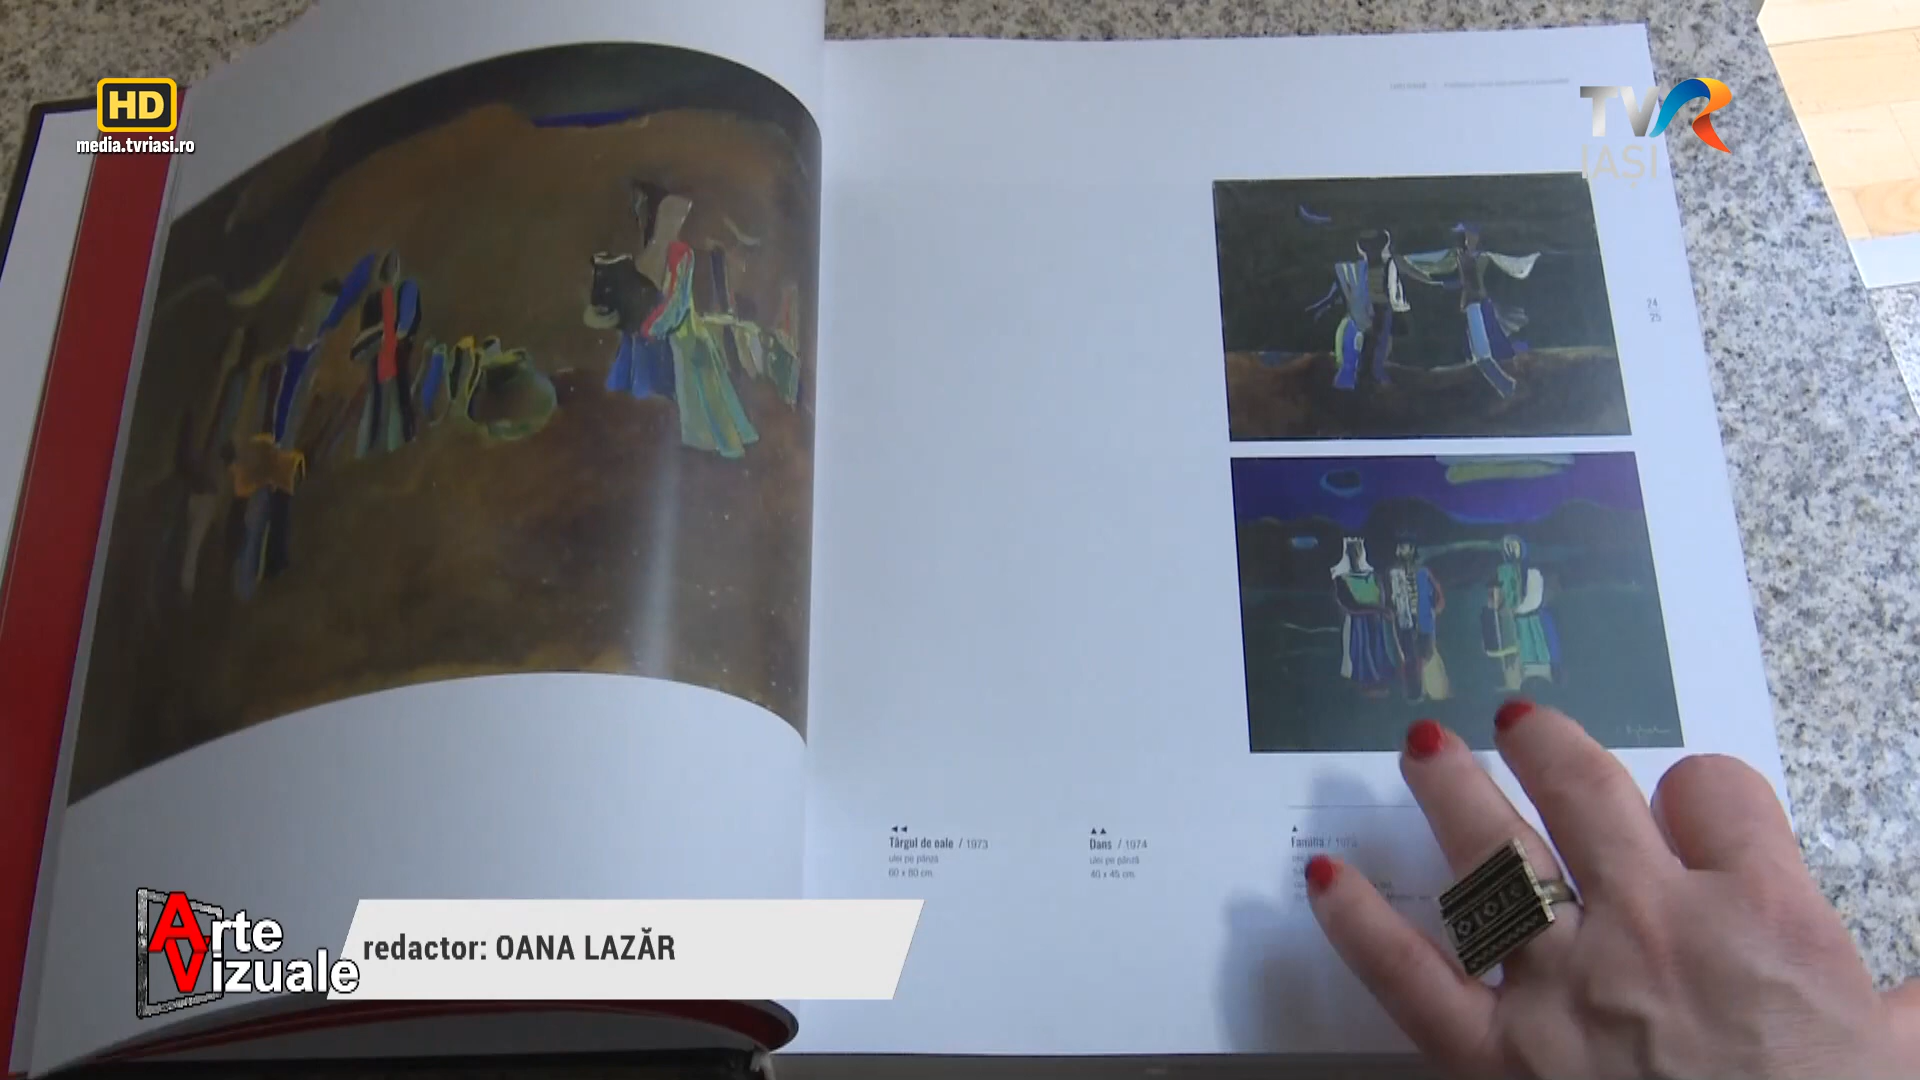 HD
media.tvriasi.ro
TVR
IAȘI
24
25
◄◄
Târgul de oale / 1973
ulei pe pânză
60 x 80 cm.
▲▲
Dans / 1974
ulei pe pânză
40 x 45 cm.
▲
Familia
Arte
Vizuale
redactor: OANA LAZĂR